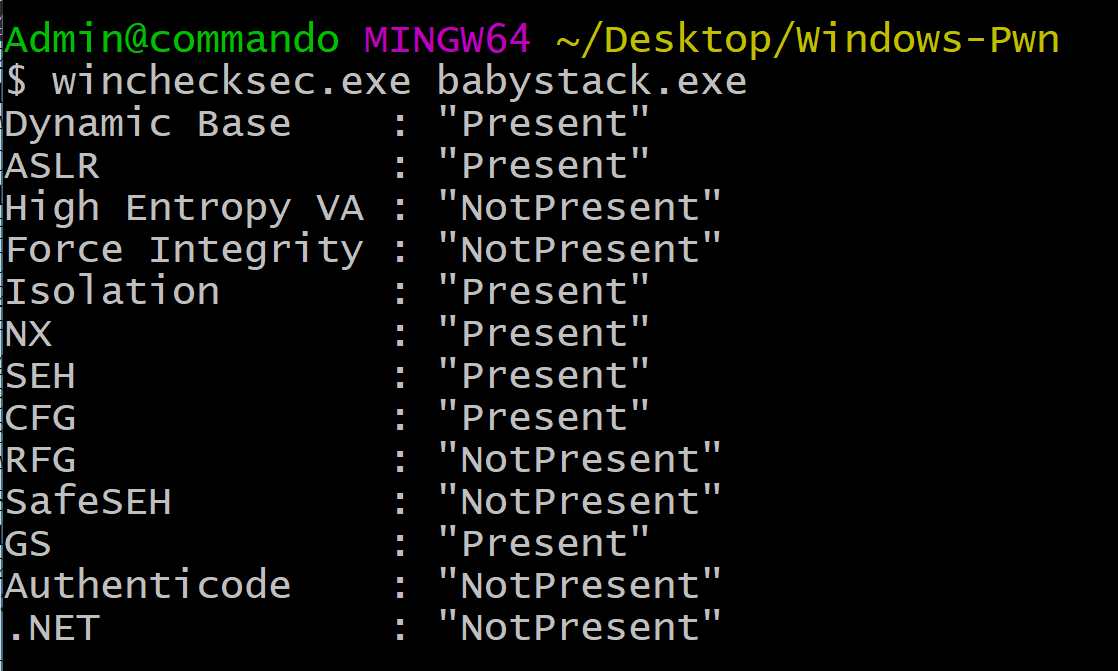 Admin@commando MINGW64 ~/Desktop/Windows-Pwn
$ winchecksec.exe babystack.exe
Dynamic Base    : "Present"
ASLR            : "Present"
High Entropy VA : "NotPresent"
Force Integrity : "NotPresent"
Isolation       : "Present"
NX              : "Present"
SEH             : "Present"
CFG             : "Present"
RFG             : "NotPresent"
SafeSEH         : "NotPresent"
GS              : "Present"
Authenticode    : "NotPresent"
.NET            : "NotPresent"